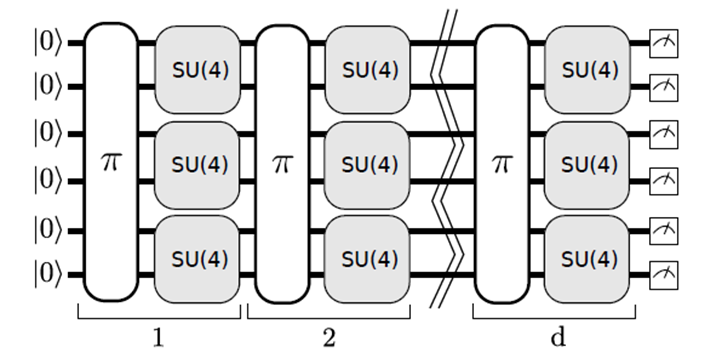 |0⟩
|0⟩ SU(4) SU(4) SU(4)
|0⟩
|0⟩ π SU(4) π SU(4) π SU(4)
|0⟩
|0⟩ SU(4) SU(4) SU(4)
1 2 d